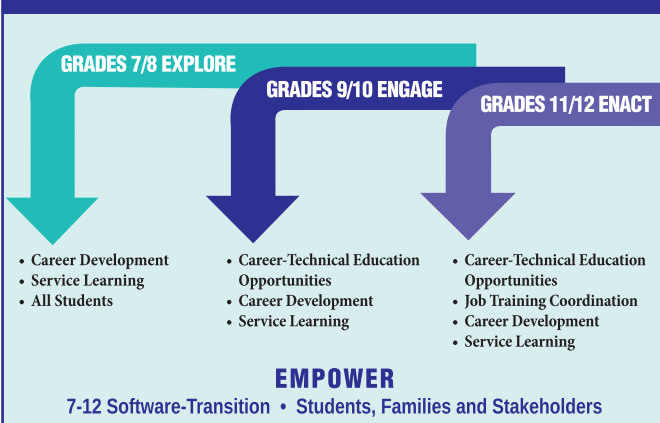 GRADES 7/8 EXPLORE
GRADES 9/10 ENGAGE
GRADES 11/12 ENACT
• Career Development
• Service Learning
• All Students
• Career-Technical Education
Opportunities
• Career Development
• Service Learning
• Career-Technical Education
Opportunities
• Job Training Coordination
• Career Development
• Service Learning
EMPOWER
7-12 Software-Transition • Students, Families and Stakeholders